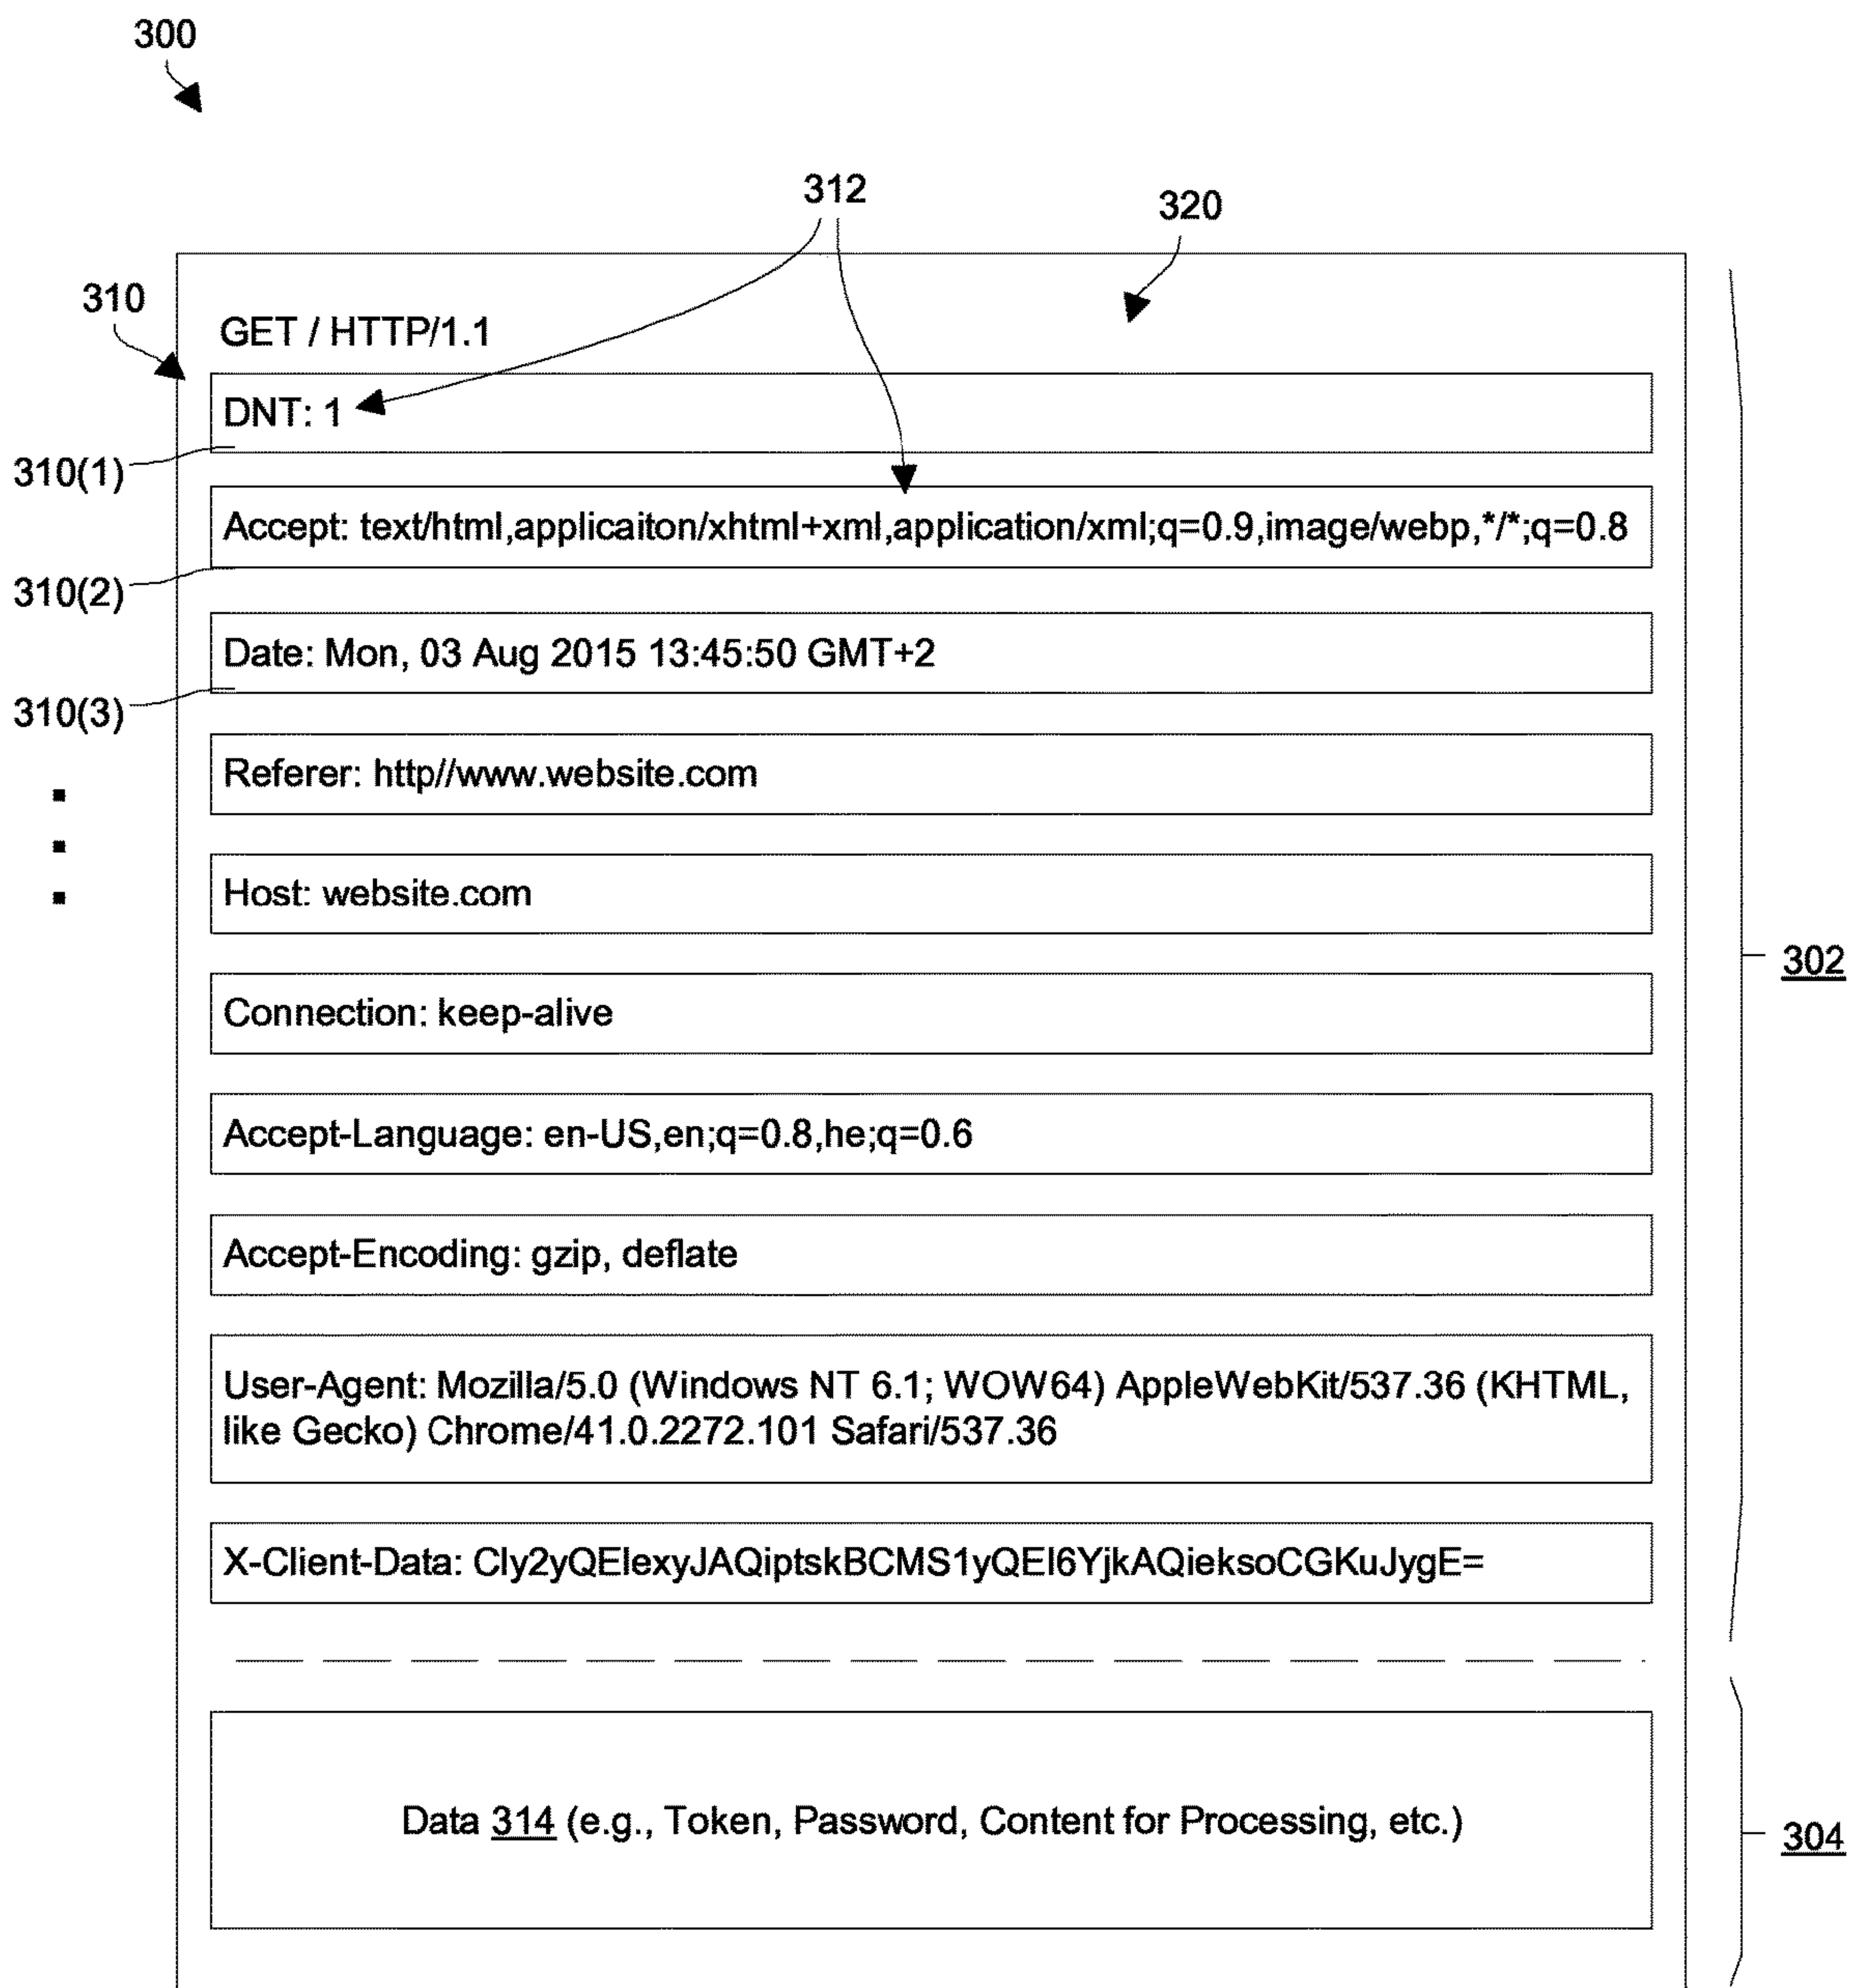 300
312
320
310
GET / HTTP/1.1
DNT: 1
310(1)
Accept: text/html,applicaiton/xhtml+xml,application/xml;q=0.9,image/webp,*/*;q=0.8
310(2)
Date: Mon, 03 Aug 2015 13:45:50 GMT+2
310(3)
Referer: http//www.website.com
Host: website.com
302
Connection: keep-alive
Accept-Language: en-US,en;q=0.8,he;q=0.6
Accept-Encoding: gzip, deflate
User-Agent: Mozilla/5.0 (Windows NT 6.1; WOW64) AppleWebKit/537.36 (KHTML,
like Gecko) Chrome/41.0.2272.101 Safari/537.36
X-Client-Data: Cly2yQElexyJAQiptskBCMS1yQEI6YjkAQieksoCGKuJygE=
Data 314 (e.g., Token, Password, Content for Processing, etc.)
304